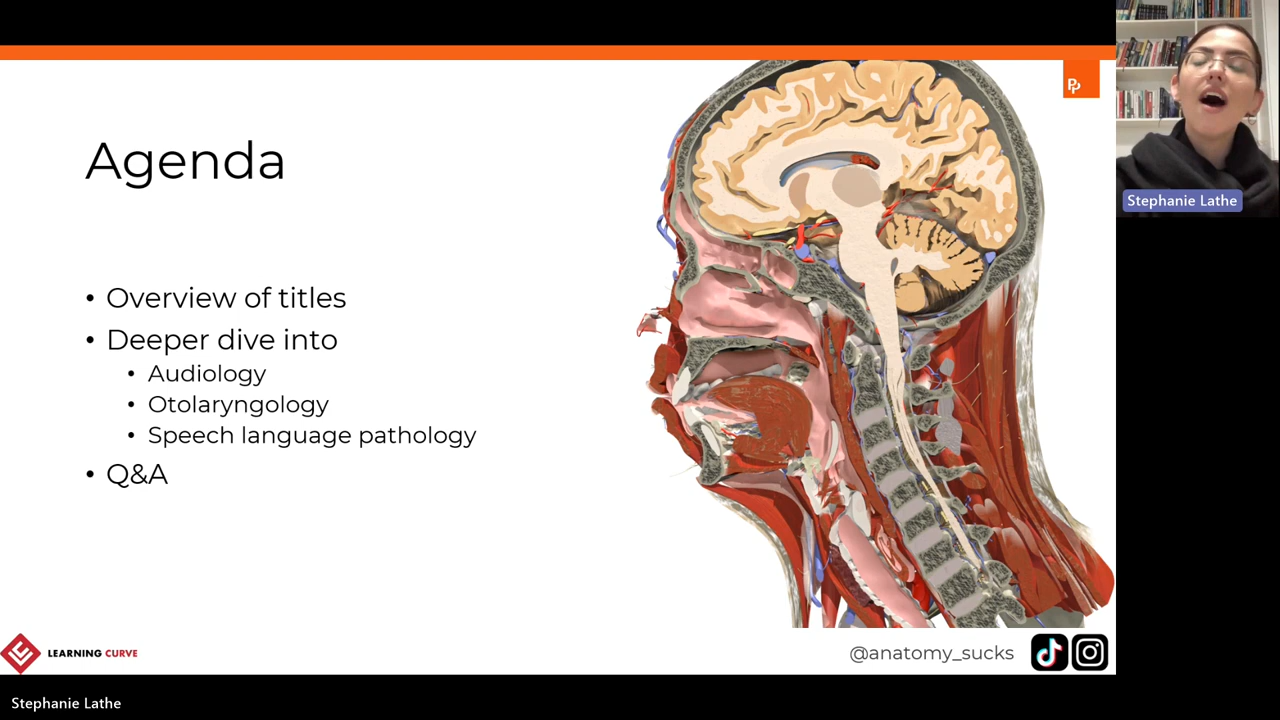 Agenda
• Overview of titles
• Deeper dive into
• Audiology
• Otolaryngology
• Speech language pathology
• Q&A
LEARNING CURVE
@anatomy_sucks
Stephanie Lathe
Stephanie Lathe